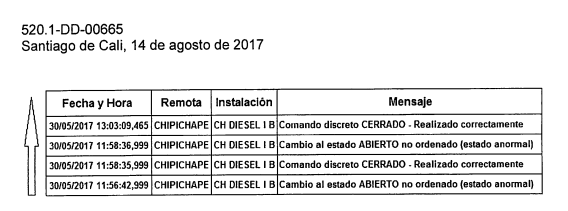 520.1-DD-00665
Santiago de Cali, 14 de agosto de 2017
Fecha y Hora Remota Instalación Mensaje
30/05/2017 13:03:09,465 CHIPICHAPE CH DIESEL I B Comando discreto CERRADO - Realizado correctamente
30/05/2017 11:58:36,999 CHIPICHAPE CH DIESEL I B Cambio al estado ABIERTO no ordenado (estado anormal)
30/05/2017 11:58:35,999 CHIPICHAPE CH DIESEL I B Comando discreto CERRADO - Realizado correctamente
30/05/2017 11:56:42,999 CHIPICHAPE CH DIESEL I B Cambio al estado ABIERTO no ordenado (estado anormal)